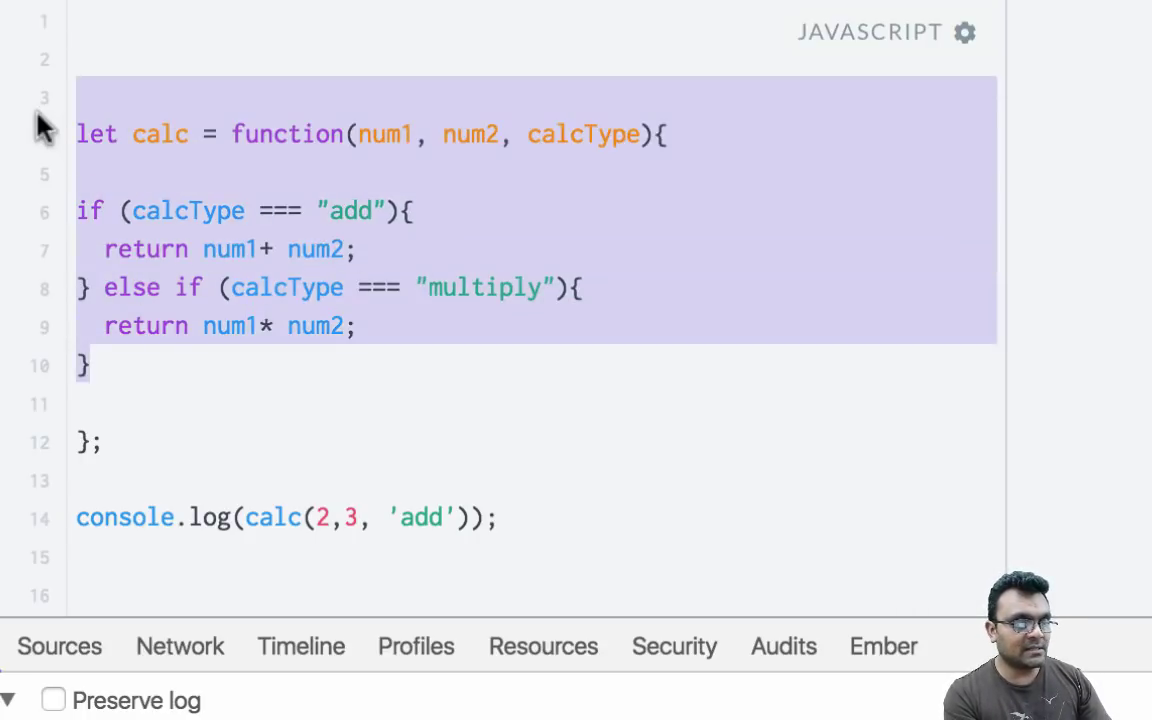 1
JAVASCRIPT
2
3
let calc = function(num1, num2, calcType){
5
6 if (calcType === "add"){
7 return num1+ num2;
8 } else if (calcType === "multiply"){
9 return num1* num2;
10 }
11
12 };
13
14 console.log(calc(2,3, 'add'));
15
16
Sources Network Timeline Profiles Resources Security Audits Ember
Preserve log